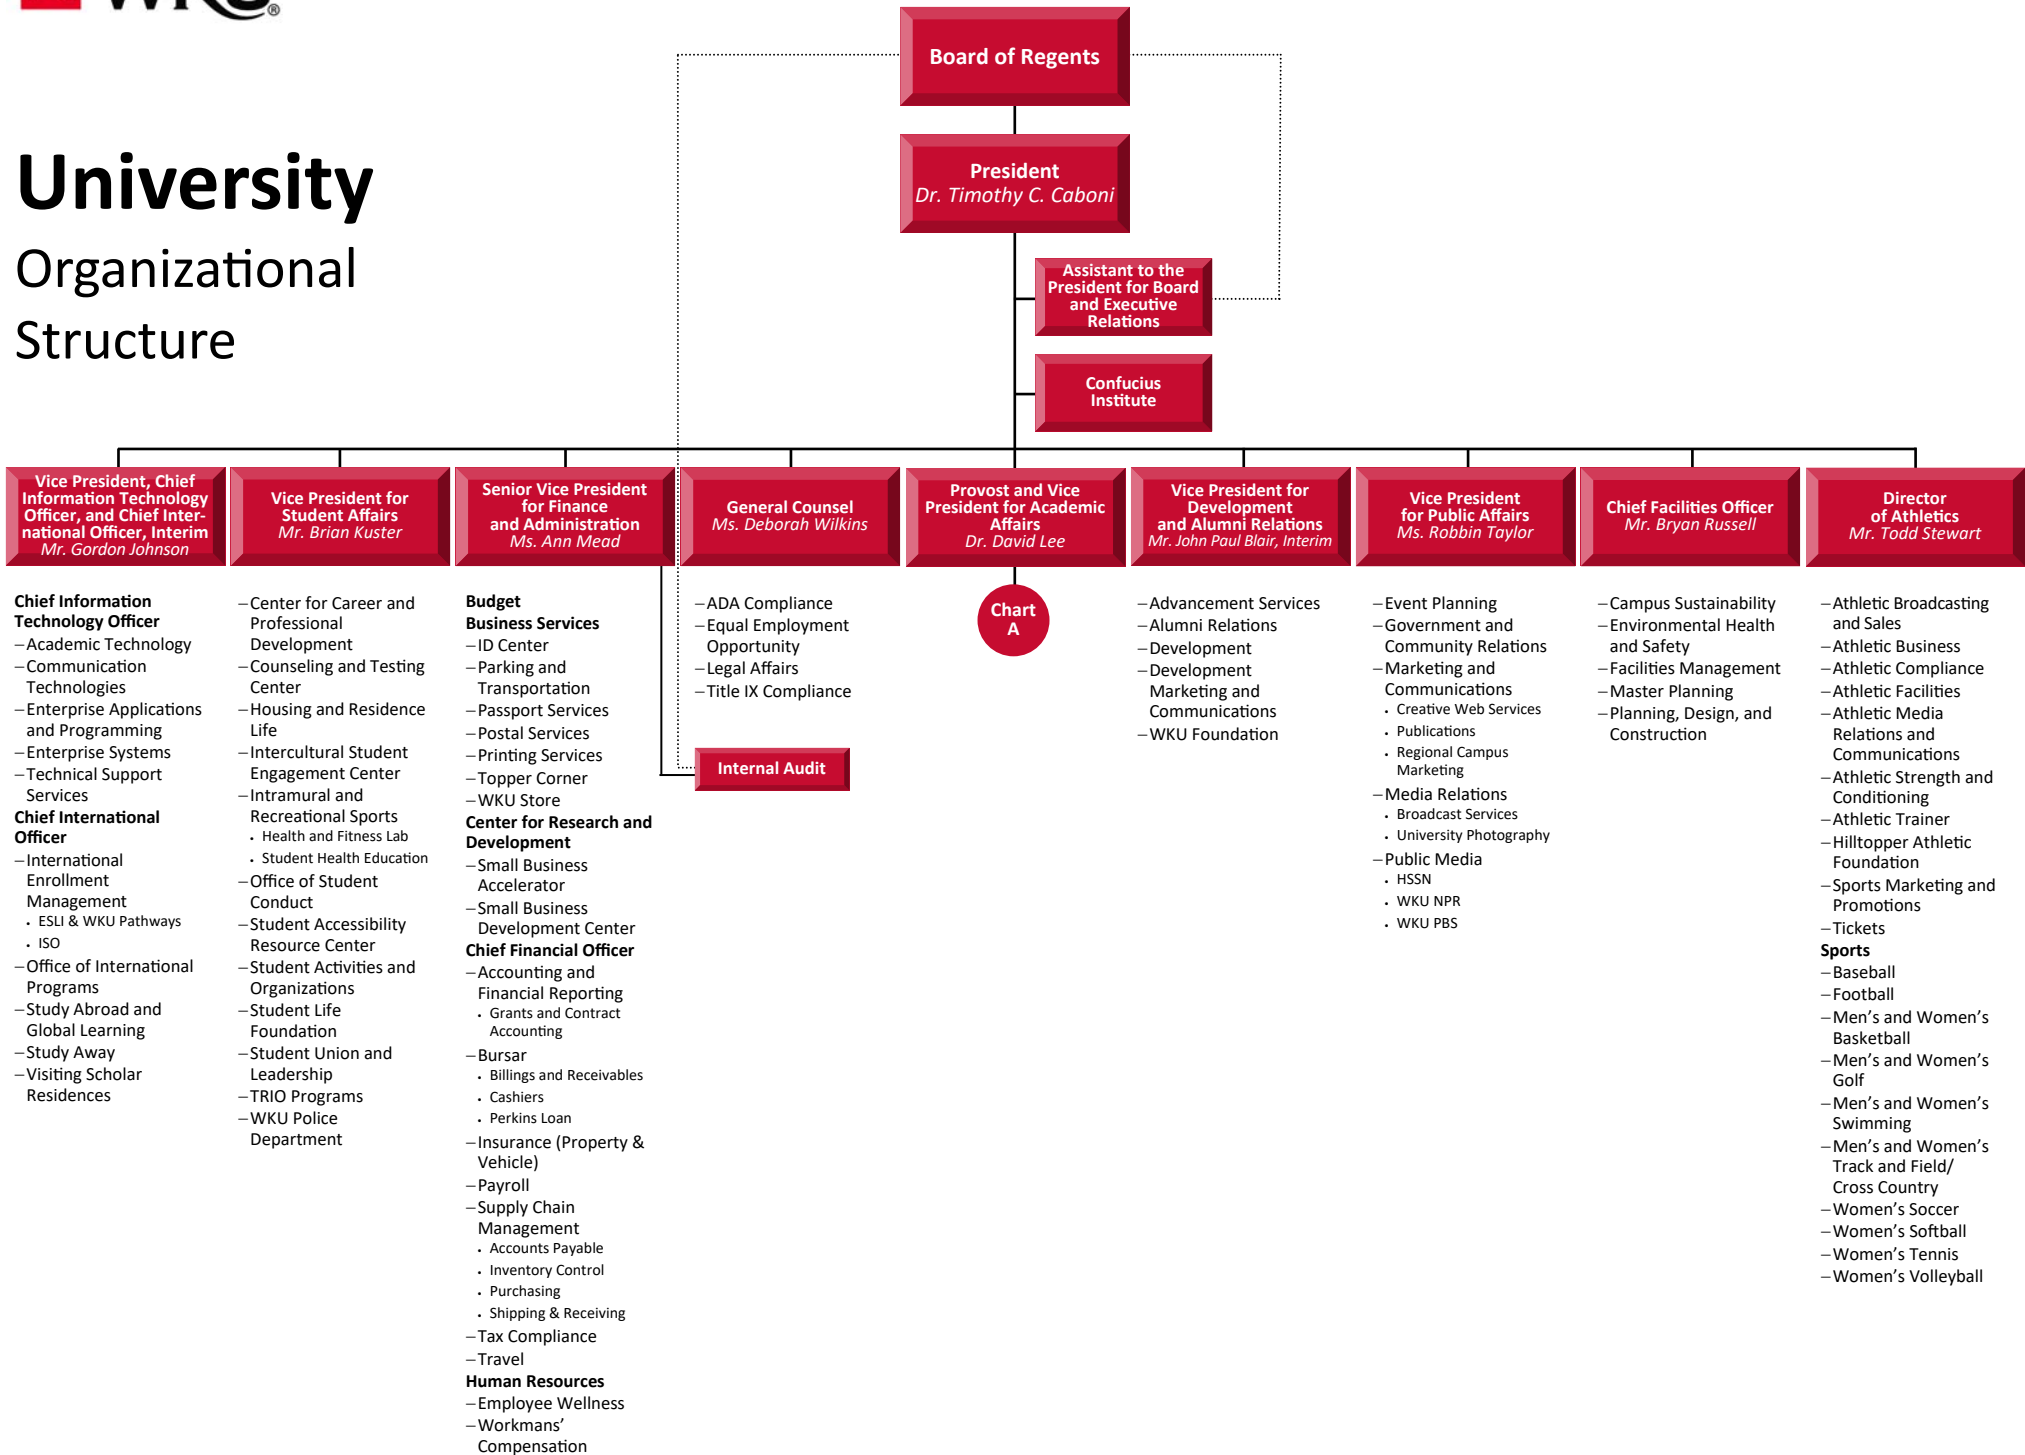 WKU®
University
Organizational
Structure
Board of Regents
President
Dr. Timothy C. Caboni
Assistant to the
President for Board
and Executive
Relations
Confucius
Institute
Vice President, Chief
Information Technology
Officer, and Chief Inter-
national Officer, Interim
Mr. Gordon Johnson
Chief Information
Technology Officer
–Academic Technology
–Communication
Technologies
–Enterprise Applications
and Programming
–Enterprise Systems
–Technical Support
Services
Chief International
Officer
–International
Enrollment
Management
• ESLI & WKU Pathways
• ISO
–Office of International
Programs
–Study Abroad and
Global Learning
–Study Away
–Visiting Scholar
Residences
Vice President for
Student Affairs
Mr. Brian Kuster
–Center for Career and
Professional
Development
–Counseling and Testing
Center
–Housing and Residence
Life
–Intercultural Student
Engagement Center
–Intramural and
Recreational Sports
• Health and Fitness Lab
• Student Health Education
–Office of Student
Conduct
–Student Accessibility
Resource Center
–Student Activities and
Organizations
–Student Life
Foundation
–Student Union and
Leadership
–TRIO Programs
–WKU Police
Department
Senior Vice President
for Finance
and Administration
Ms. Ann Mead
Budget
Business Services
–ID Center
–Parking and
Transportation
–Passport Services
–Postal Services
–Printing Services
–Topper Corner
–WKU Store
Center for Research and
Development
–Small Business
Accelerator
–Small Business
Development Center
Chief Financial Officer
–Accounting and
Financial Reporting
• Grants and Contract
Accounting
–Bursar
• Billings and Receivables
• Cashiers
• Perkins Loan
–Insurance (Property &
Vehicle)
–Payroll
–Supply Chain
Management
• Accounts Payable
• Inventory Control
• Purchasing
• Shipping & Receiving
–Tax Compliance
–Travel
Human Resources
–Employee Wellness
–Workmans’
Compensation
General Counsel
Ms. Deborah Wilkins
–ADA Compliance
–Equal Employment
Opportunity
–Legal Affairs
–Title IX Compliance
Internal Audit
Provost and Vice
President for Academic
Affairs
Dr. David Lee
Chart
A
Vice President for
Development
and Alumni Relations
Mr. John Paul Blair, Interim
–Advancement Services
–Alumni Relations
–Development
–Development
Marketing and
Communications
–WKU Foundation
Vice President
for Public Affairs
Ms. Robbin Taylor
–Event Planning
–Government and
Community Relations
–Marketing and
Communications
• Creative Web Services
• Publications
• Regional Campus
Marketing
–Media Relations
• Broadcast Services
• University Photography
–Public Media
• HSSN
• WKU NPR
• WKU PBS
Chief Facilities Officer
Mr. Bryan Russell
–Campus Sustainability
–Environmental Health
and Safety
–Facilities Management
–Master Planning
–Planning, Design, and
Construction
Director
of Athletics
Mr. Todd Stewart
–Athletic Broadcasting
and Sales
–Athletic Business
–Athletic Compliance
–Athletic Facilities
–Athletic Media
Relations and
Communications
–Athletic Strength and
Conditioning
–Athletic Trainer
–Hilltopper Athletic
Foundation
–Sports Marketing and
Promotions
–Tickets
Sports
–Baseball
–Football
–Men’s and Women’s
Basketball
–Men’s and Women’s
Golf
–Men’s and Women’s
Swimming
–Men’s and Women’s
Track and Field/
Cross Country
–Women’s Soccer
–Women’s Softball
–Women’s Tennis
–Women’s Volleyball